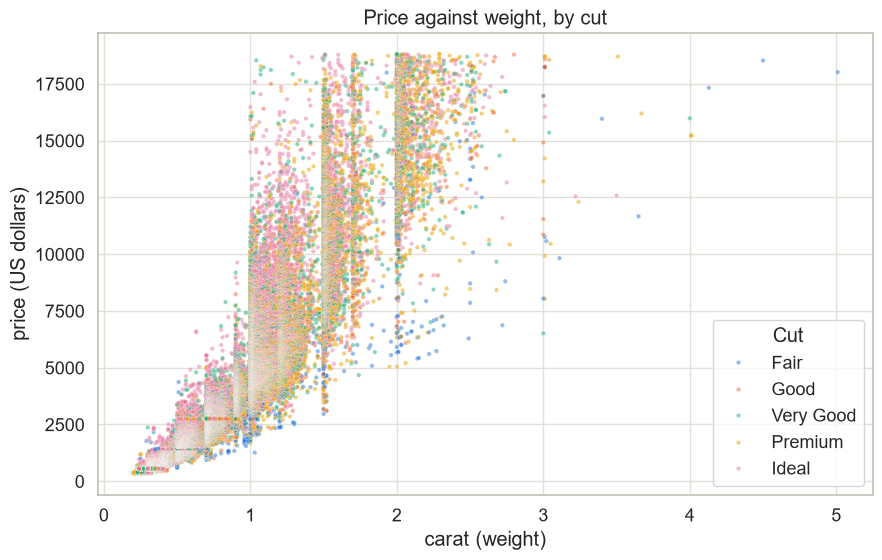 Price against weight, by cut
price (US dollars)
17500
15000
12500
10000
7500
5000
2500
0
0 1 2 3 4 5
carat (weight)
Cut
Fair
Good
Very Good
Premium
Ideal